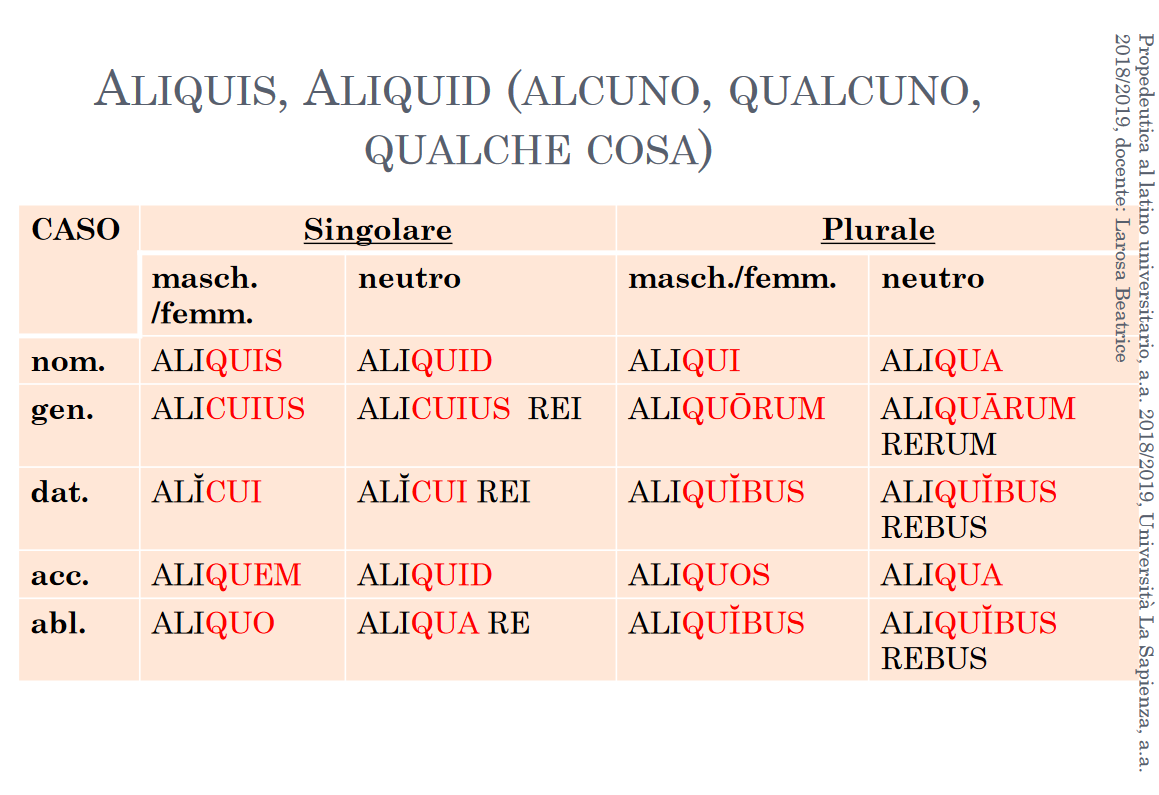 ALIQUIS, ALIQUID (ALCUNO, QUALCUNO,
QUALCHE COSA)
CASO Singolare Plurale
masch. /femm. neutro masch./femm. neutro
nom. ALIQUIS ALIQUID ALIQUI ALIQUA
gen. ALICUIUS ALICUIUS REI ALIQUŌRUM ALIQUĀRUM RERUM
dat. ALĬCUI ALĬCUI REI ALIQUĬBUS ALIQUĬBUS REBUS
acc. ALIQUEM ALIQUID ALIQUOS ALIQUA
abl. ALIQUO ALIQUA RE ALIQUĬBUS ALIQUĬBUS REBUS
Propedeutica al latino universitario, a.a. 2018/2019, Università La Sapienza, a.a.
2018/2019, docente: Larosa Beatrice